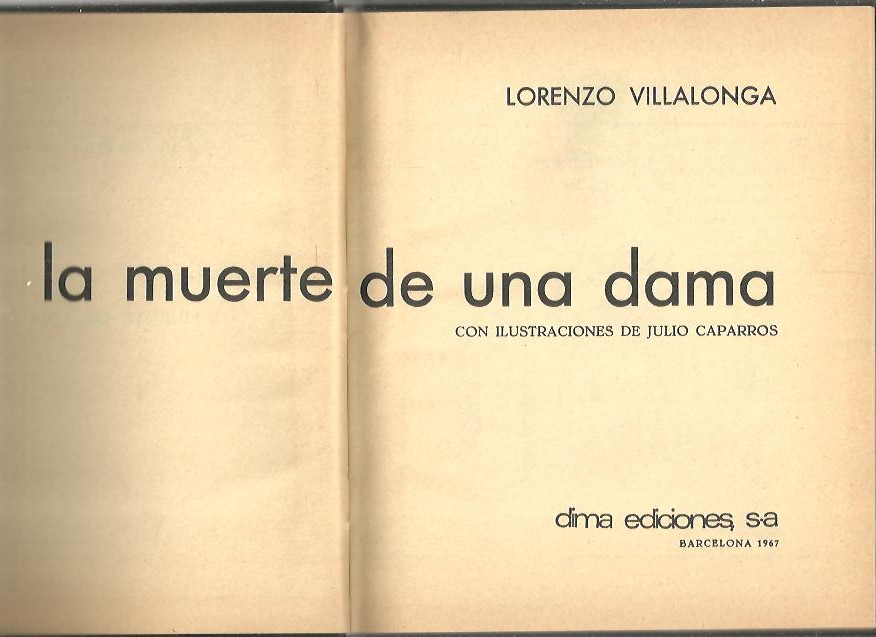 LORENZO VILLALONGA
la muerte de una dama
CON ILUSTRACIONES DE JULIO CAPARROS
dima ediciones, s·a
BARCELONA 1967